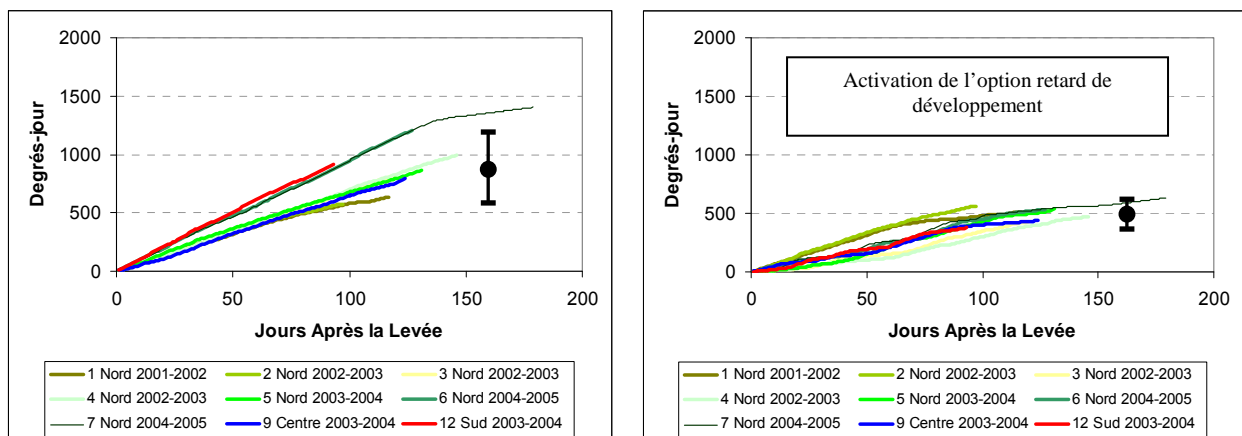 2000
1500
1000
500
0
Degrés-jour
0 50 100 150 200
Jours Après la Levée
1 Nord 2001-2002 2 Nord 2002-2003 3 Nord 2002-2003
4 Nord 2002-2003 5 Nord 2003-2004 6 Nord 2004-2005
7 Nord 2004-2005 9 Centre 2003-2004 12 Sud 2003-2004
Activation de l’option retard de
développement
2000
1500
1000
500
0
Degrés-jour
0 50 100 150 200
Jours Après la Levée
1 Nord 2001-2002 2 Nord 2002-2003 3 Nord 2002-2003
4 Nord 2002-2003 5 Nord 2003-2004 6 Nord 2004-2005
7 Nord 2004-2005 9 Centre 2003-2004 12 Sud 2003-2004